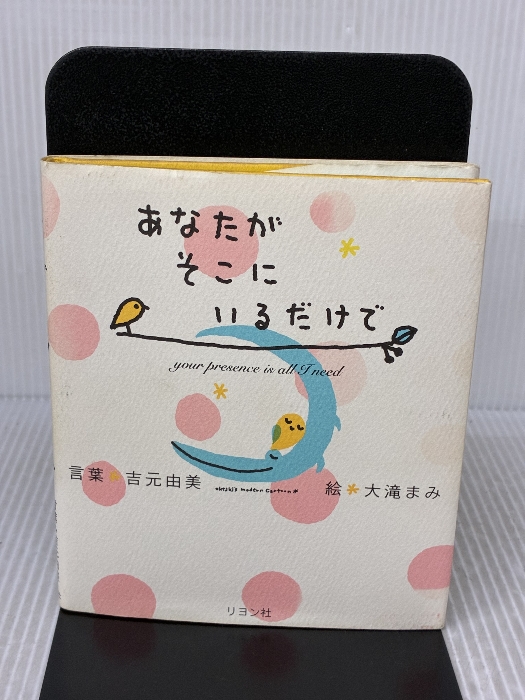 あなたが
そこに
いるだけで
your presence is all I need
言葉*吉元由美
絵*大滝まみ
リヨン社